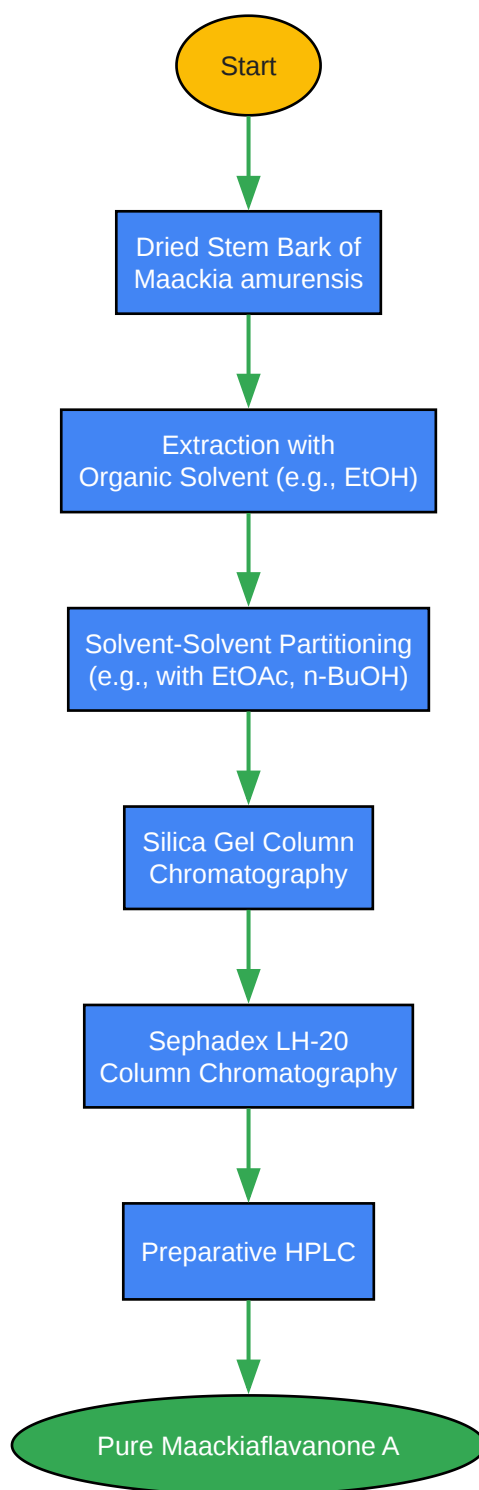 Start
Dried Stem Bark of
Maackia amurensis
Extraction with
Organic Solvent (e.g., EtOH)
Solvent-Solvent Partitioning
(e.g., with EtOAc, n-BuOH)
Silica Gel Column
Chromatography
Sephadex LH-20
Column Chromatography
Preparative HPLC
Pure Maackiaflavanone A